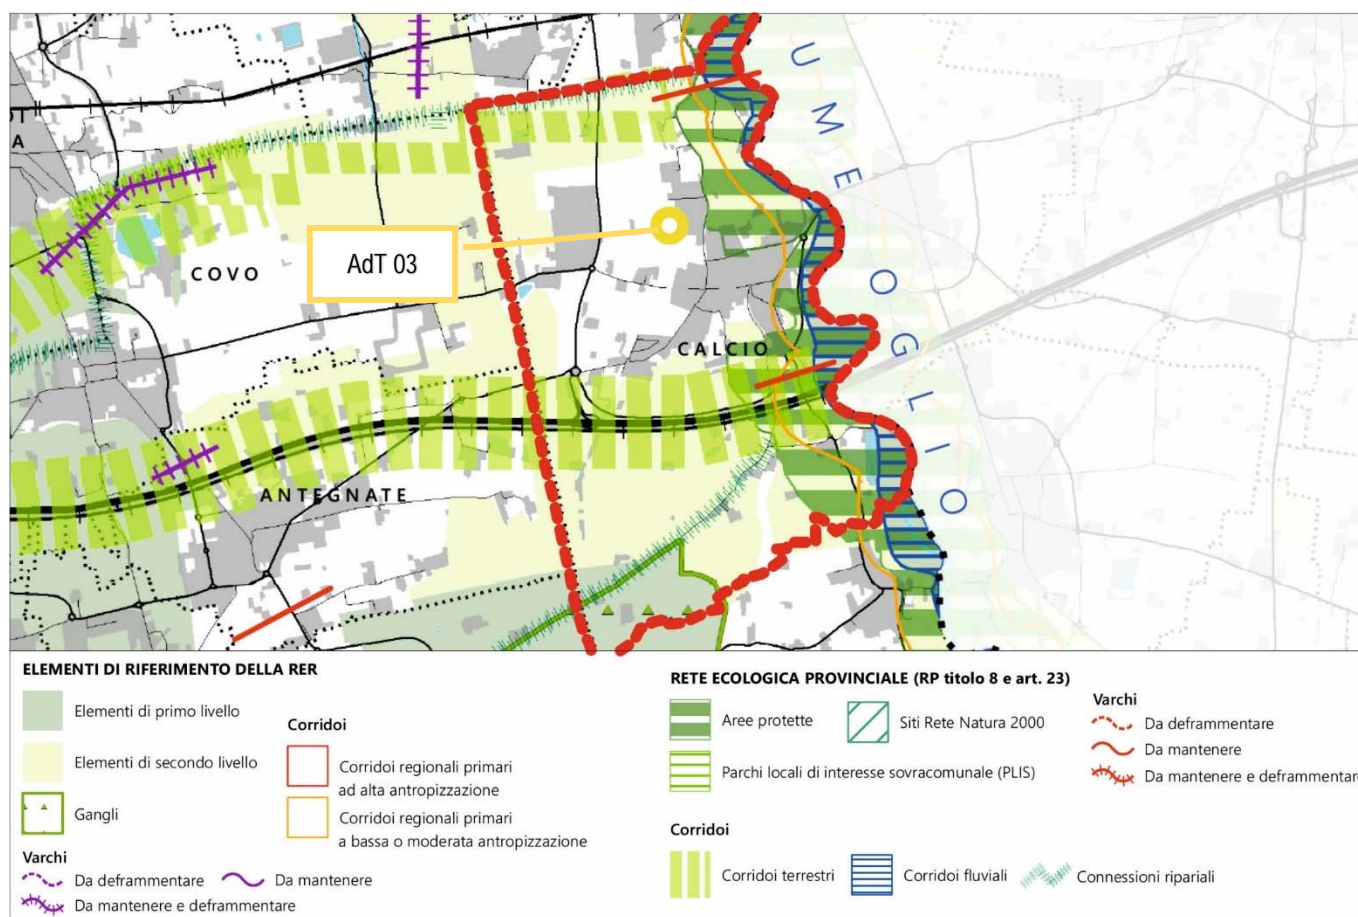 UME
OGLIO
AdT 03
COVO
CALCIO
ANTEGNATE
ELEMENTI DI RIFERIMENTO DELLA RER
Elementi di primo livello
Elementi di secondo livello
Gangli
Varchi
Da deframmentare
Da mantenere
Da mantenere e deframmentare
Corridoi
Corridoi regionali primari
ad alta antropizzazione
Corridoi regionali primari
a bassa o moderata antropizzazione
RETE ECOLOGICA PROVINCIALE (RP titolo 8 e art. 23)
Aree protette
Siti Rete Natura 2000
Parchi locali di interesse sovracomunale (PLIS)
Varchi
Da deframmentare
Da mantenere
Da mantenere e deframmentare
Corridoi
Corridoi terrestri
Corridoi fluviali
Connessioni ripariali